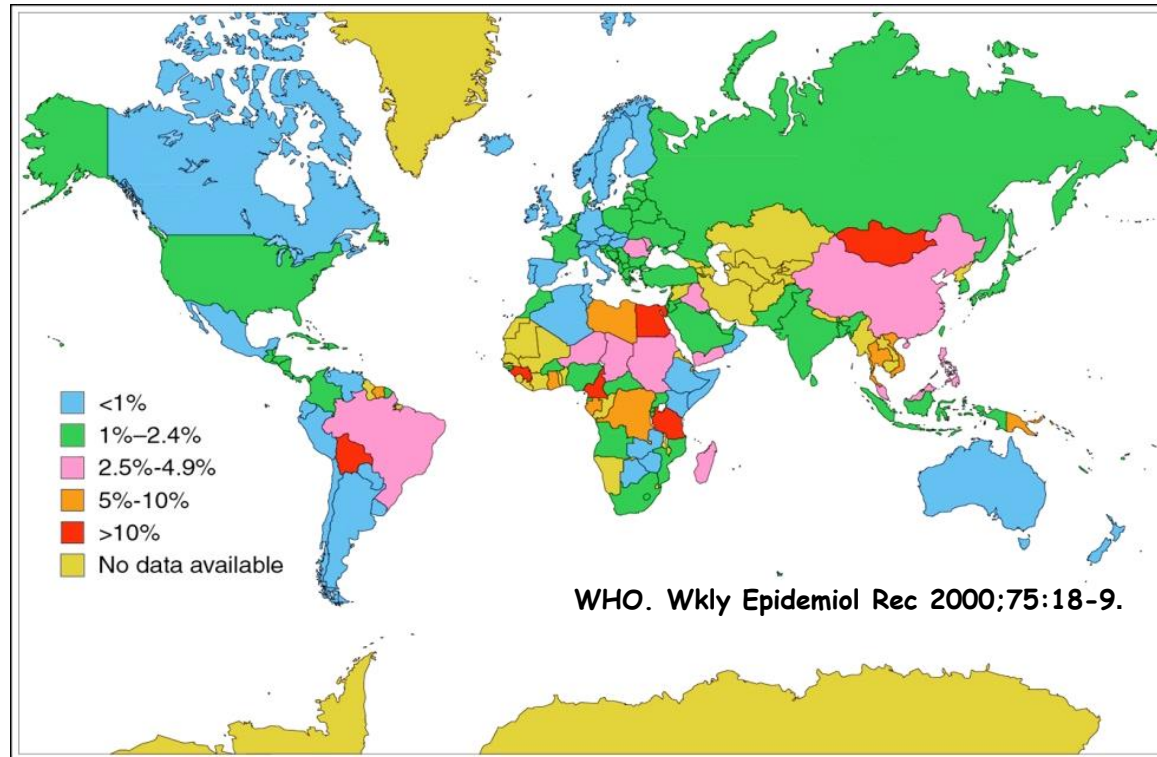 <1%
1%–2.4%
2.5%-4.9%
5%-10%
>10%
No data available
WHO. Wkly Epidemiol Rec 2000;75:18-9.